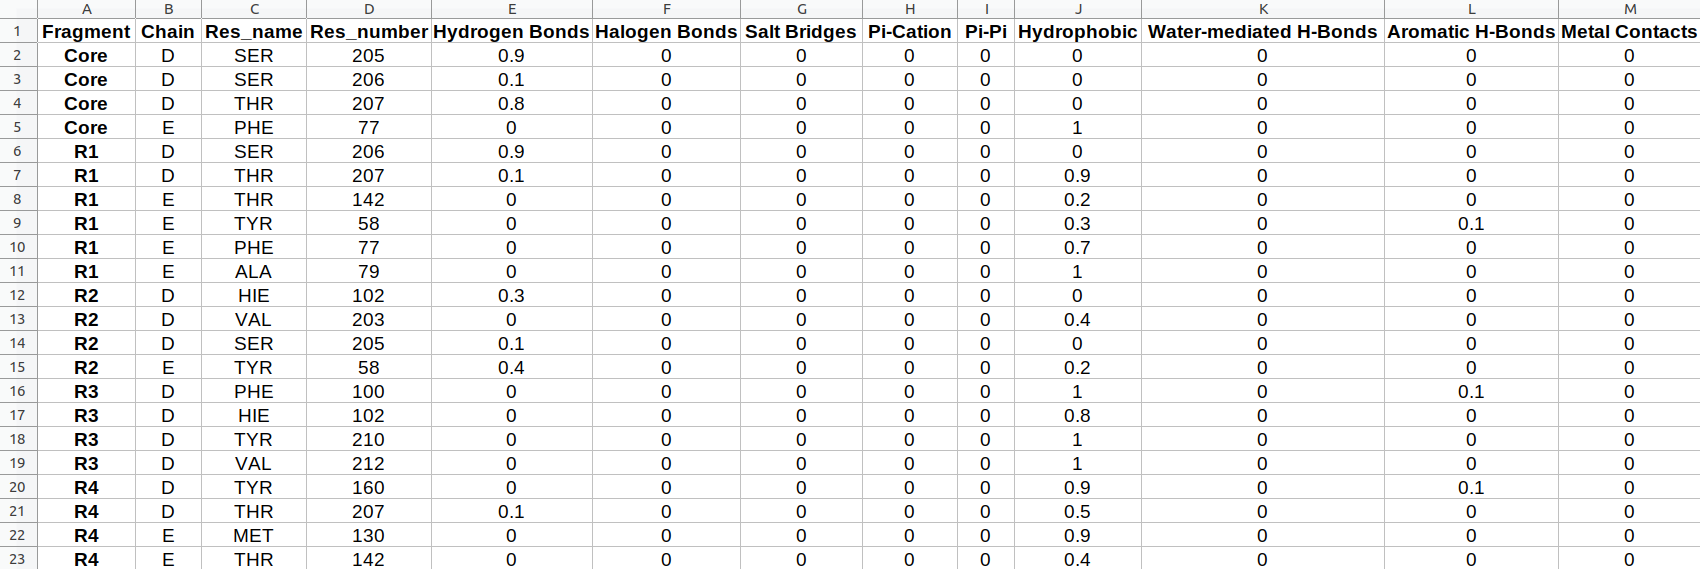 A B C D E F G H I J K L M
1 Fragment Chain Res_name Res_number Hydrogen Bonds Halogen Bonds Salt Bridges Pi-Cation Pi-Pi Hydrophobic Water-mediated H-Bonds Aromatic H-Bonds Metal Contacts
2 Core D SER 205 0.9 0 0 0 0 0 0 0 0
3 Core D SER 206 0.1 0 0 0 0 0 0 0 0
4 Core D THR 207 0.8 0 0 0 0 0 0 0 0
5 Core E PHE 77 0 0 0 0 0 1 0 0 0
6 R1 D SER 206 0.9 0 0 0 0 0 0 0 0
7 R1 D THR 207 0.1 0 0 0 0 0.9 0 0 0
8 R1 E THR 142 0 0 0 0 0 0.2 0 0 0
9 R1 E TYR 58 0 0 0 0 0 0.3 0 0.1 0
10 R1 E PHE 77 0 0 0 0 0 0.7 0 0 0
11 R1 E ALA 79 0 0 0 0 0 1 0 0 0
12 R2 D HIE 102 0.3 0 0 0 0 0 0 0 0
13 R2 D VAL 203 0 0 0 0 0 0.4 0 0 0
14 R2 D SER 205 0.1 0 0 0 0 0 0 0 0
15 R2 E TYR 58 0.4 0 0 0 0 0.2 0 0 0
16 R3 D PHE 100 0 0 0 0 0 1 0 0.1 0
17 R3 D HIE 102 0 0 0 0 0 0.8 0 0 0
18 R3 D TYR 210 0 0 0 0 0 1 0 0 0
19 R3 D VAL 212 0 0 0 0 0 1 0 0 0
20 R4 D TYR 160 0 0 0 0 0 0.9 0 0.1 0
21 R4 D THR 207 0.1 0 0 0 0 0.5 0 0 0
22 R4 E MET 130 0 0 0 0 0 0.9 0 0 0
23 R4 E THR 142 0 0 0 0 0 0.4 0 0 0